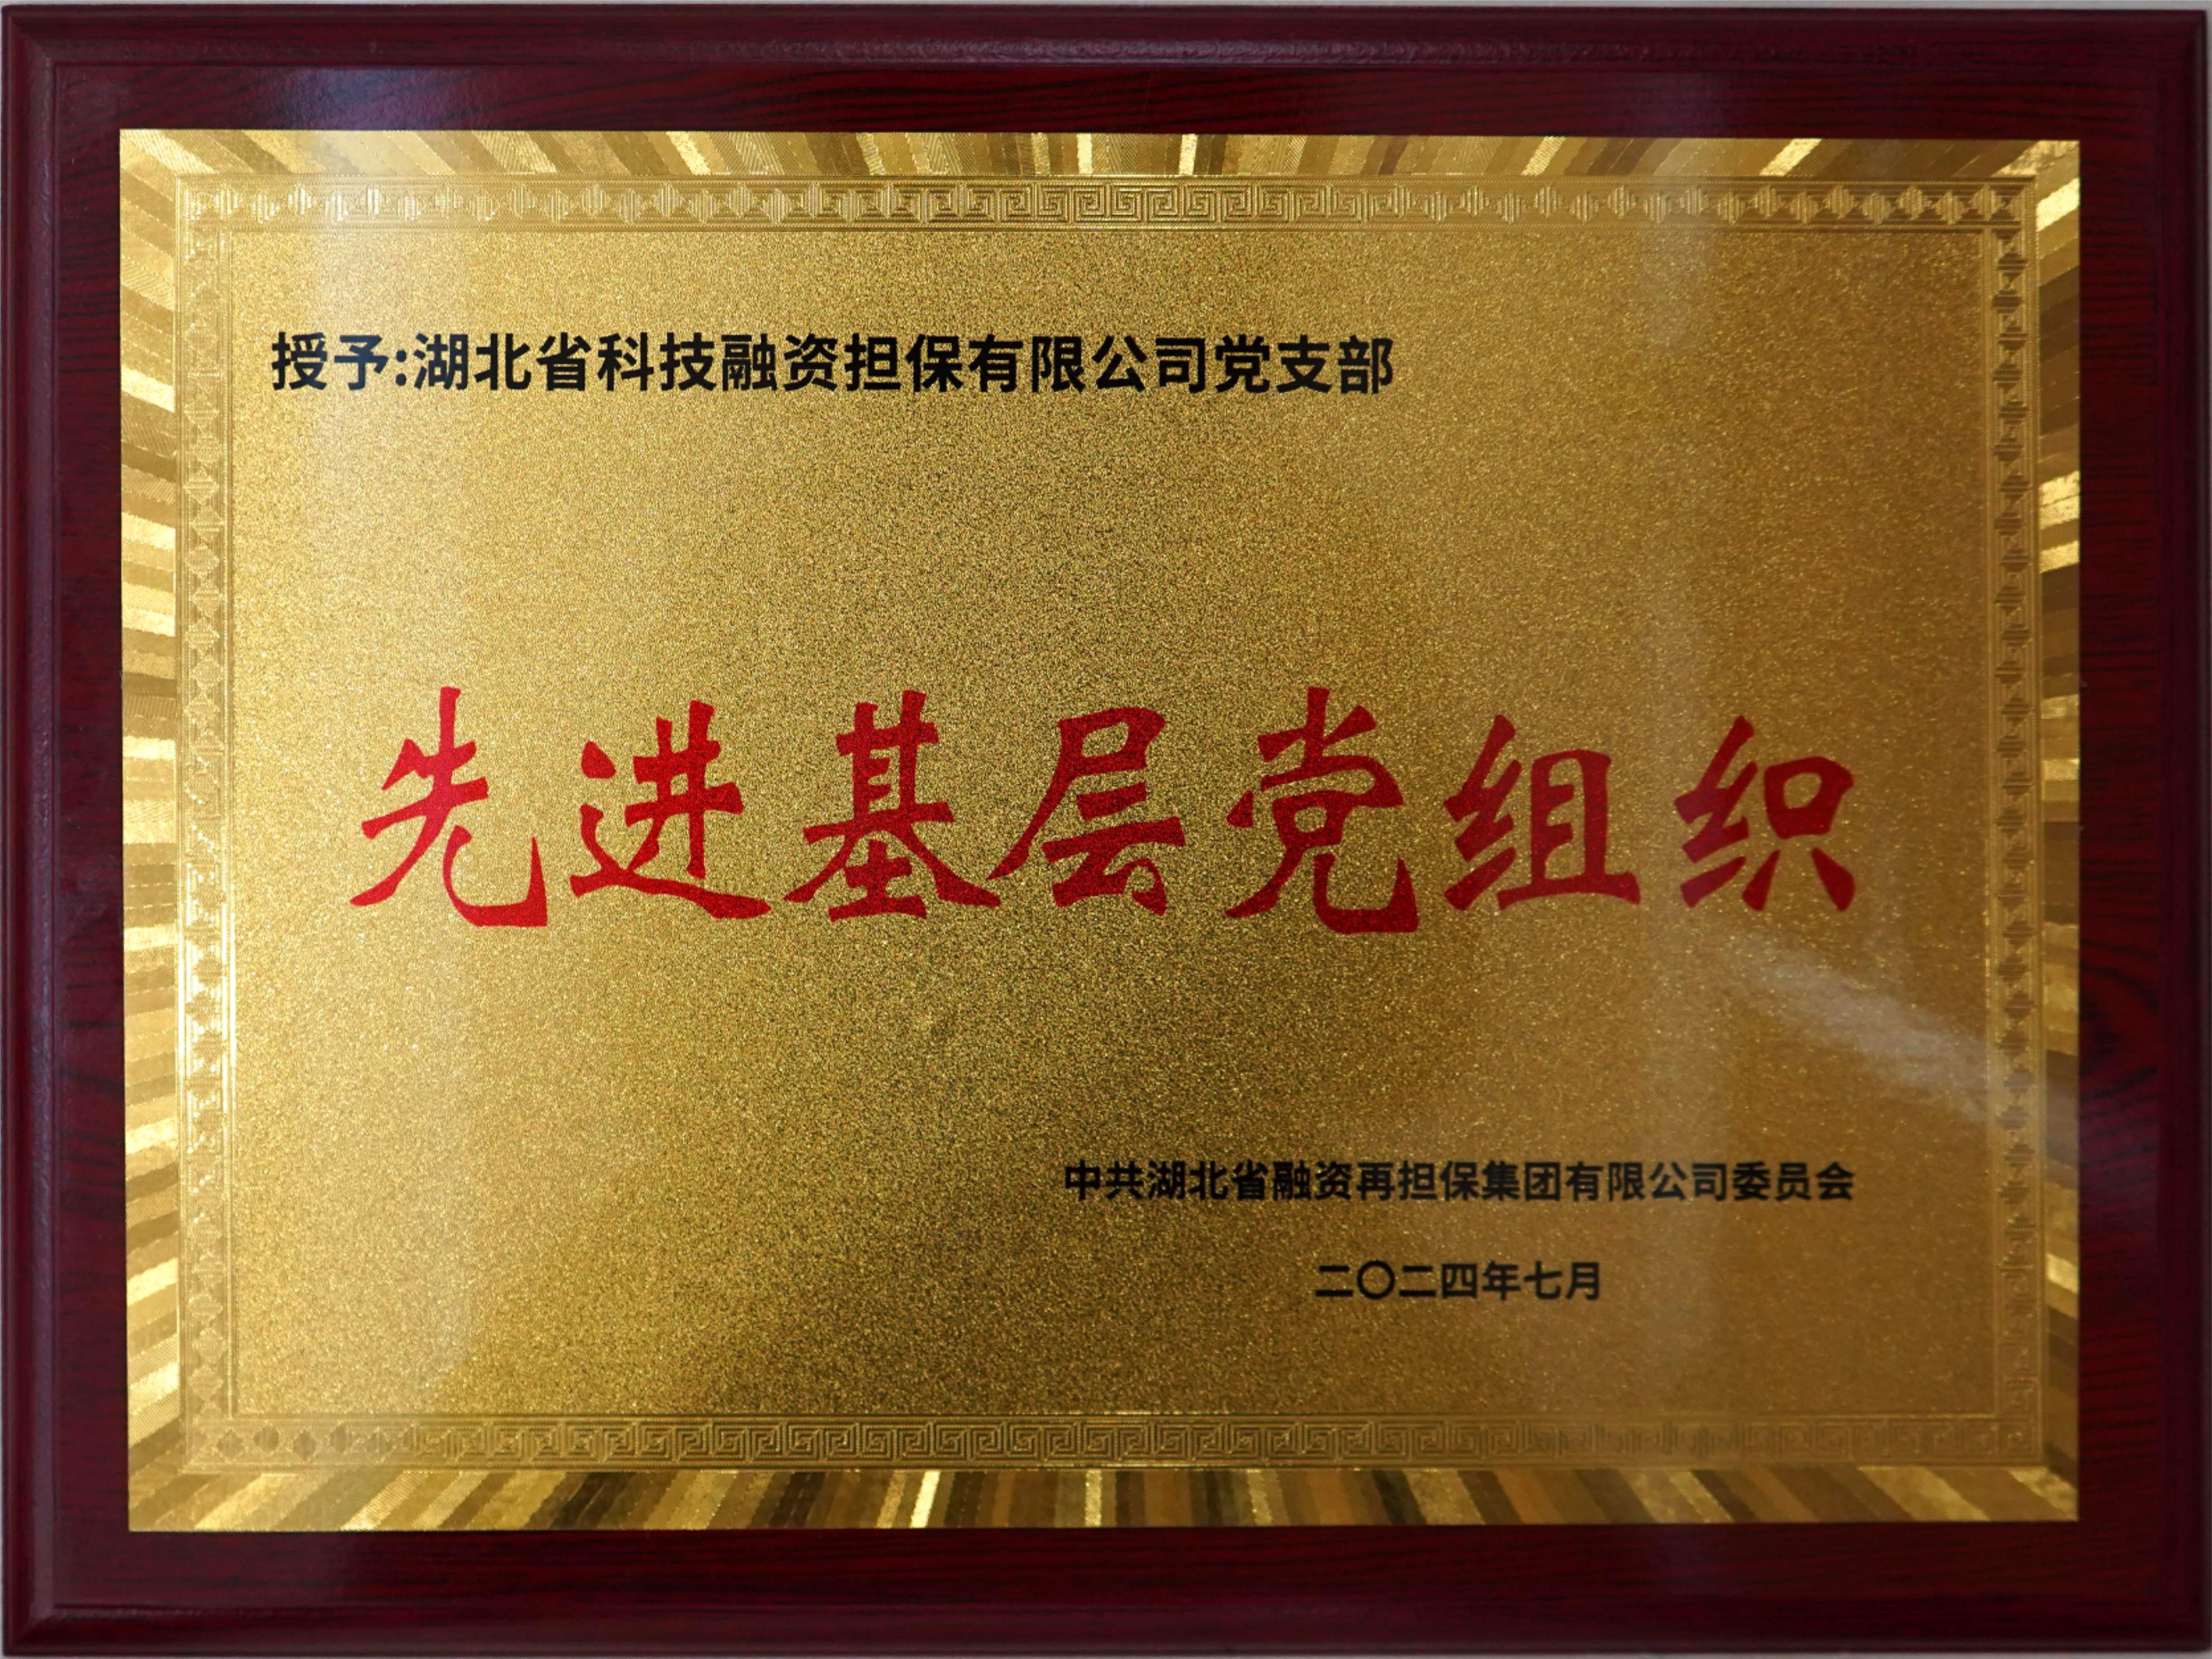 授予:湖北省科技融资担保有限公司党支部
先进基层党组织
中共湖北省融资再担保集团有限公司委员会
二〇二四年七月